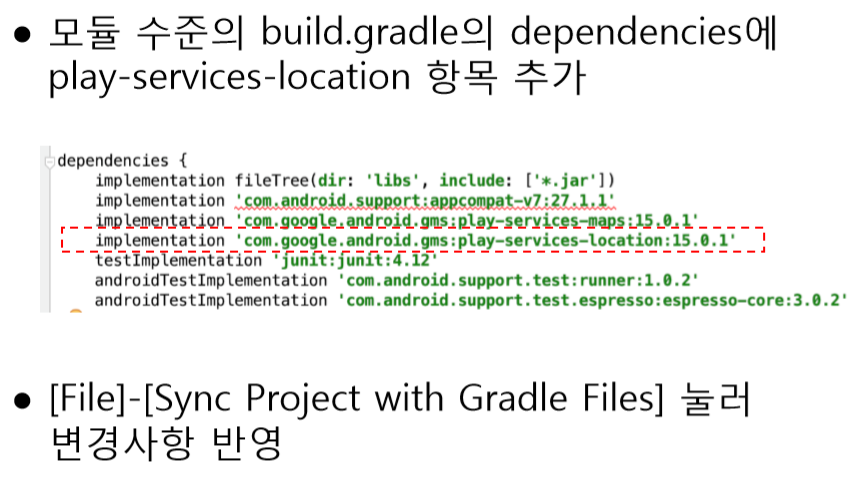 ● 모듈 수준의 build.gradle의 dependencies에
play-services-location 항목 추가
dependencies {
implementation fileTree(dir: 'libs', include: ['*.jar'])
implementation 'com.android.support:appcompat-v7:27.1.1'
implementation 'com.google.android.gms:play-services-maps:15.0.1'
implementation 'com.google.android.gms:play-services-location:15.0.1'
testImplementation 'junit:junit:4.12'
androidTestImplementation 'com.android.support.test:runner:1.0.2'
androidTestImplementation 'com.android.support.test.espresso:espresso-core:3.0.2'
● [File]-[Sync Project with Gradle Files] 눌러
변경사항 반영